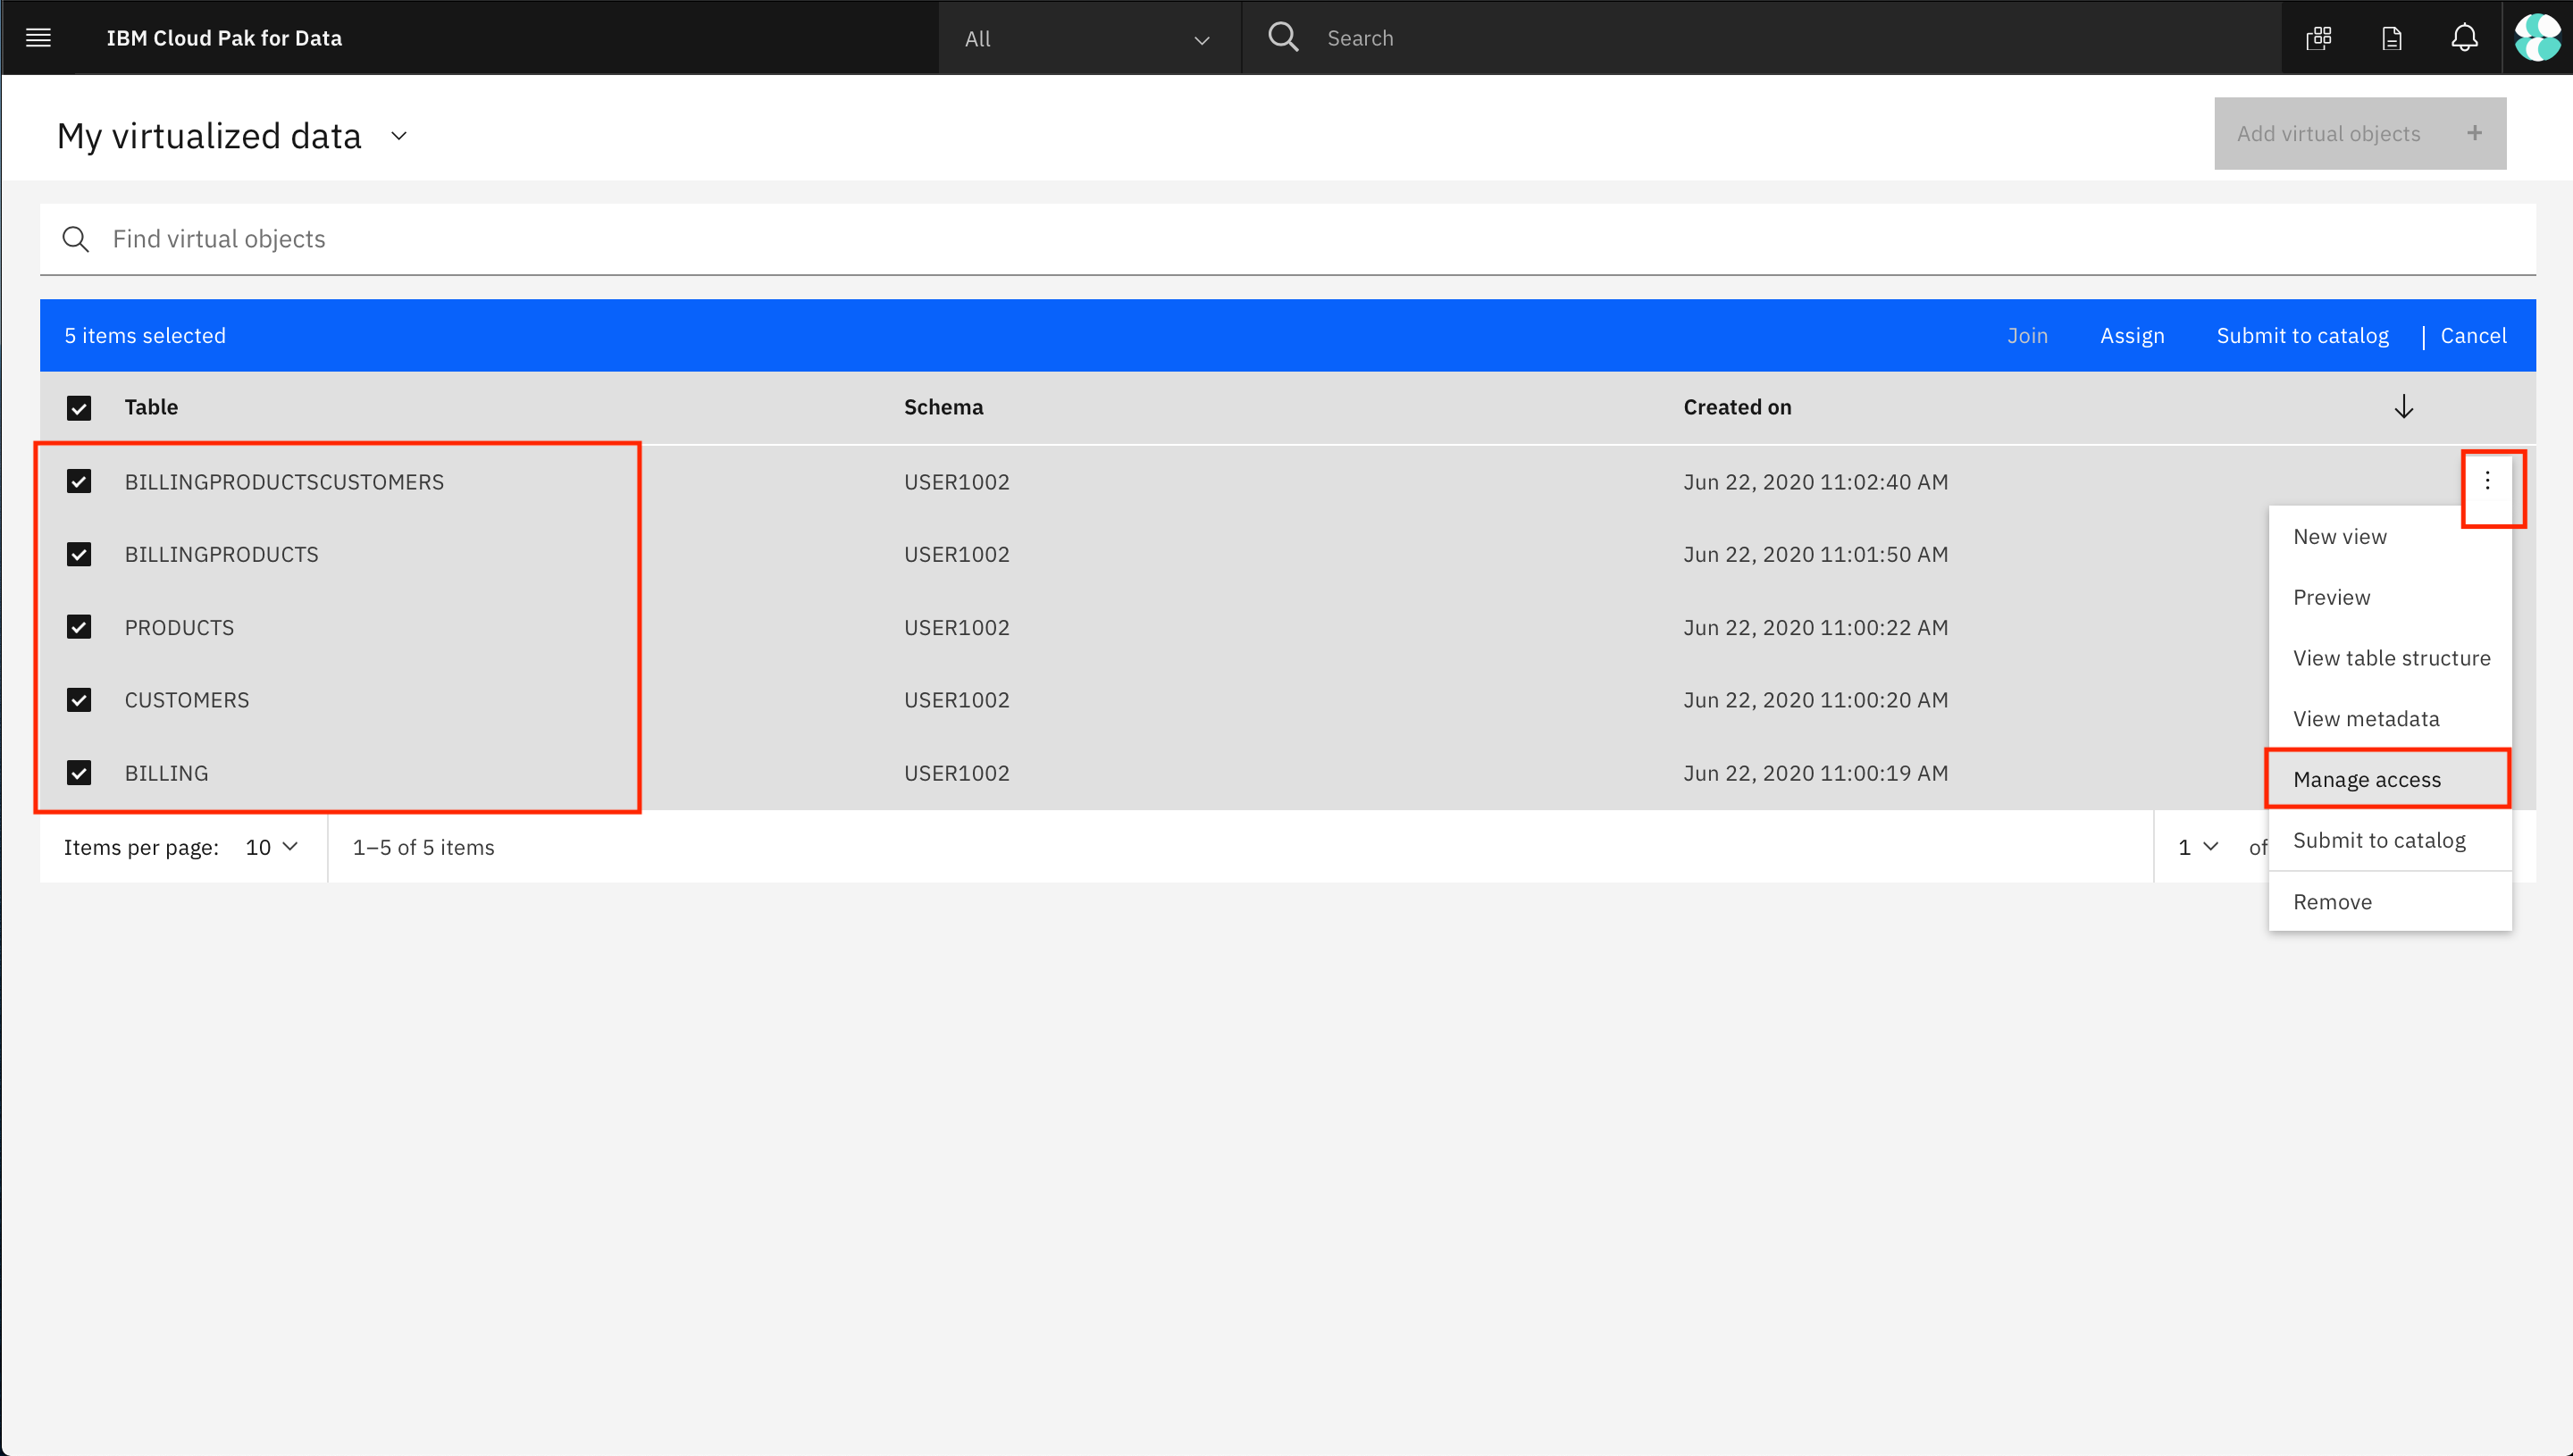 IBM Cloud Pak for Data All Search
My virtualized data Add virtual objects +
Find virtual objects
5 items selected Join Assign Submit to catalog | Cancel
Table Schema Created on
BILLINGPRODUCTSCUSTOMERS USER1002 Jun 22, 2020 11:02:40 AM
New view
BILLINGPRODUCTS USER1002 Jun 22, 2020 11:01:50 AM
Preview
PRODUCTS USER1002 Jun 22, 2020 11:00:22 AM
View table structure
CUSTOMERS USER1002 Jun 22, 2020 11:00:20 AM
View metadata
BILLING USER1002 Jun 22, 2020 11:00:19 AM
Manage access
Items per page: 10 1–5 of 5 items 1 of
Submit to catalog
Remove